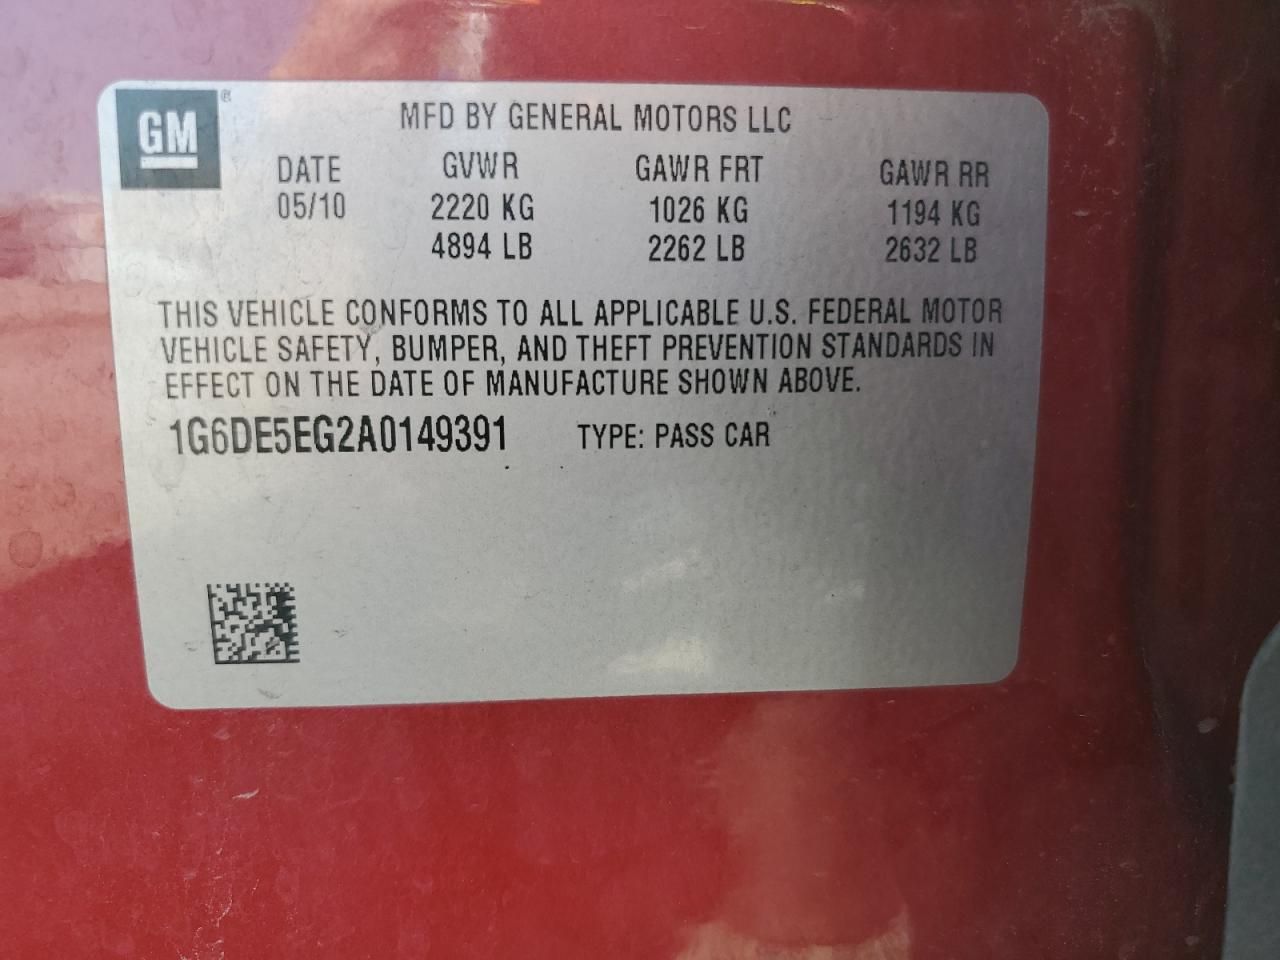 GM ®
MFD BY GENERAL MOTORS LLC
DATE GVWR GAWR FRT GAWR RR
05/10 2220 KG 1026 KG 1194 KG
4894 LB 2262 LB 2632 LB
THIS VEHICLE CONFORMS TO ALL APPLICABLE U.S. FEDERAL MOTOR
VEHICLE SAFETY, BUMPER, AND THEFT PREVENTION STANDARDS IN
EFFECT ON THE DATE OF MANUFACTURE SHOWN ABOVE.
1G6DE5EG2A0149391 TYPE: PASS CAR